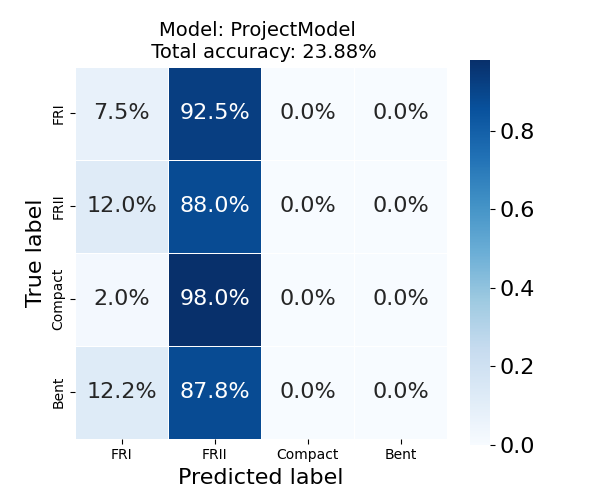 Model: ProjectModel
Total accuracy: 23.88%
True label
FRI
7.5% 92.5% 0.0% 0.0%
FRII
12.0% 88.0% 0.0% 0.0%
Compact
2.0% 98.0% 0.0% 0.0%
Bent
12.2% 87.8% 0.0% 0.0%
FRI FRII Compact Bent
Predicted label
0.8
0.6
0.4
0.2
0.0